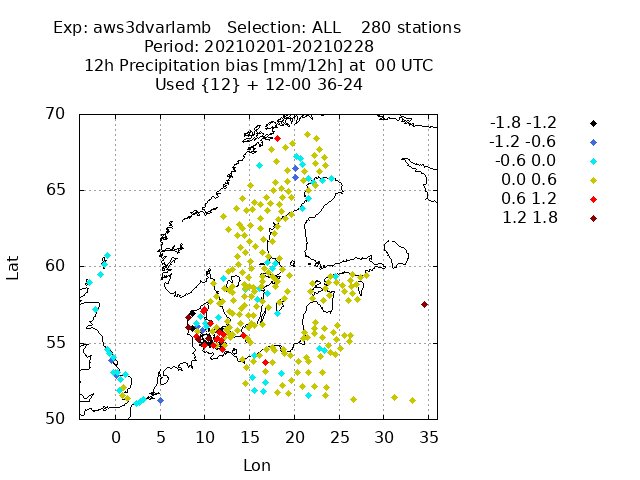 Exp: aws3dvarlamb   Selection: ALL    280 stations
Period: 20210201-20210228
12h Precipitation bias [mm/12h] at  00 UTC
Used {12} + 12-00 36-24
-1.8 -1.2
-1.2 -0.6
-0.6 0.0
0.0 0.6
0.6 1.2
1.2 1.8
70
65
60
55
50
Lat
0 5 10 15 20 25 30 35
Lon